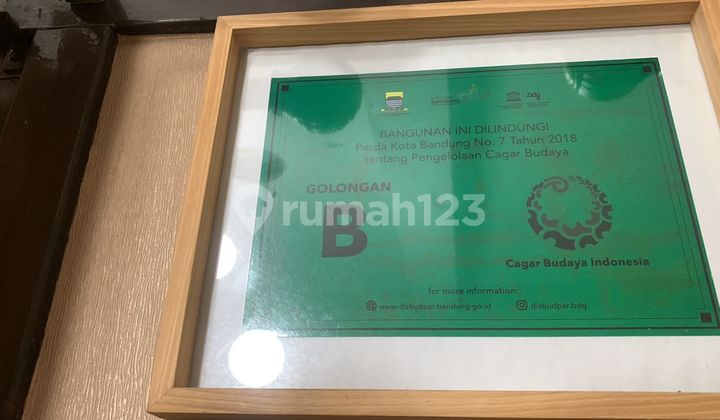 bdg
BANGUNAN INI DILINDUNGI
Perda Kota Bandung No. 7 Tahun 2018
tentang Pengelolaan Cagar Budaya
GOLONGAN
B
rumah123
Cagar Budaya Indonesia
for more information:
www.disbudpar.bandung.go.id disbudpar.bdg